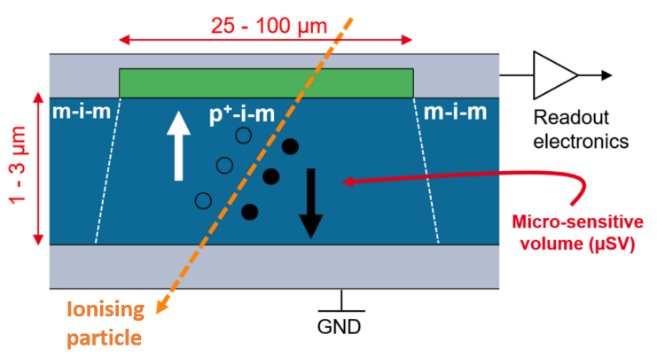 25 - 100 µm
m-i-m
p⁺-i-m
m-i-m
1 - 3 µm
Readout
electronics
Micro-sensitive
volume (µSV)
Ionising
particle
GND